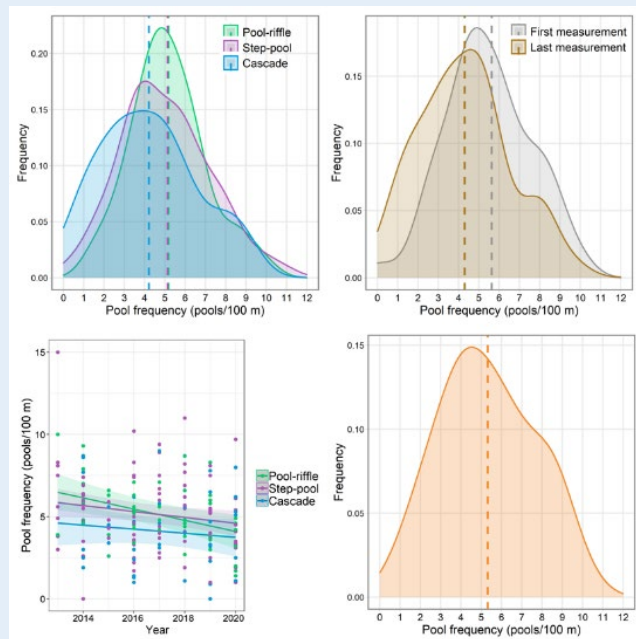 Pool-riffle
Step-pool
Cascade
Frequency
0.20
0.15
0.10
0.05
0.00
0 1 2 3 4 5 6 7 8 9 10 11 12
Pool frequency (pools/100 m)
First measurement
Last measurement
Frequency
0.15
0.10
0.05
0.00
0 1 2 3 4 5 6 7 8 9 10 11 12
Pool frequency (pools/100 m)
Pool frequency (pools/100 m)
15
10
5
0
2014 2016 2018 2020
Year
Pool-riffle
Step-pool
Cascade
Frequency
0.15
0.10
0.05
0.00
0 1 2 3 4 5 6 7 8 9 10 11 12
Pool frequency (pools/100 m)